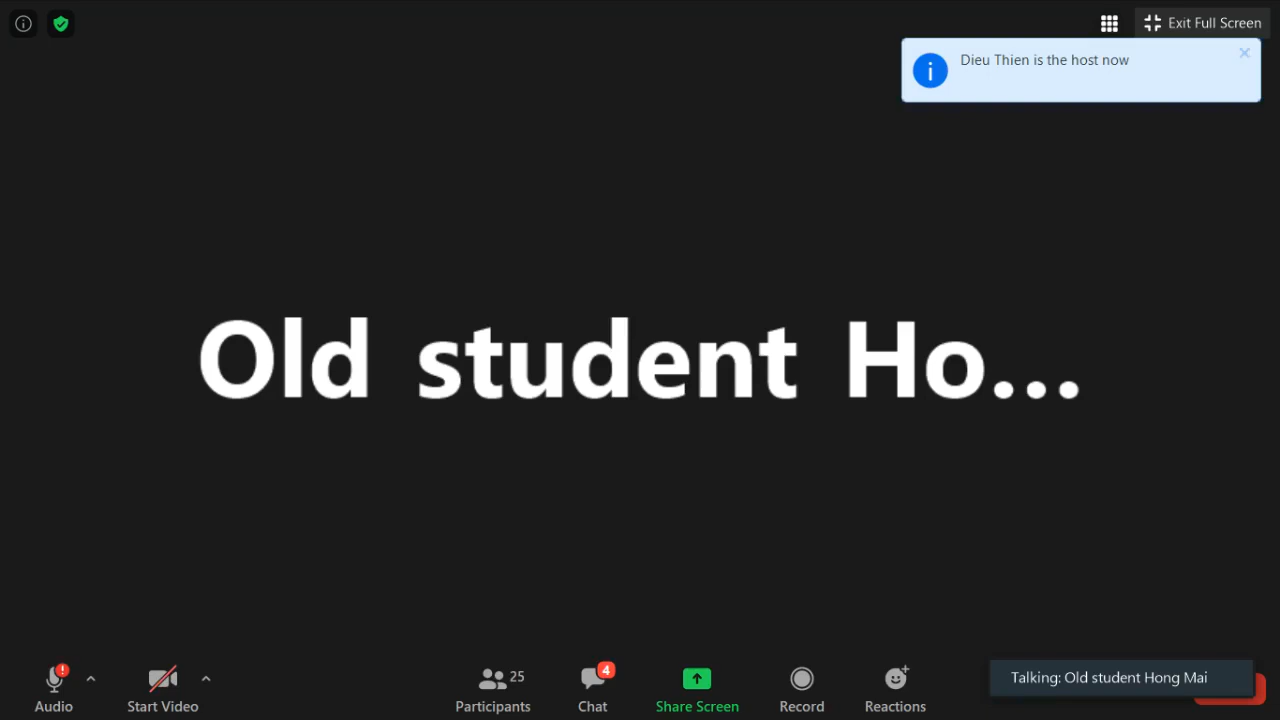 Exit Full Screen
Dieu Thien is the host now
Old student Ho...
25
4
Talking: Old student Hong Mai
Audio
Start Video
Participants
Chat
Share Screen
Record
Reactions